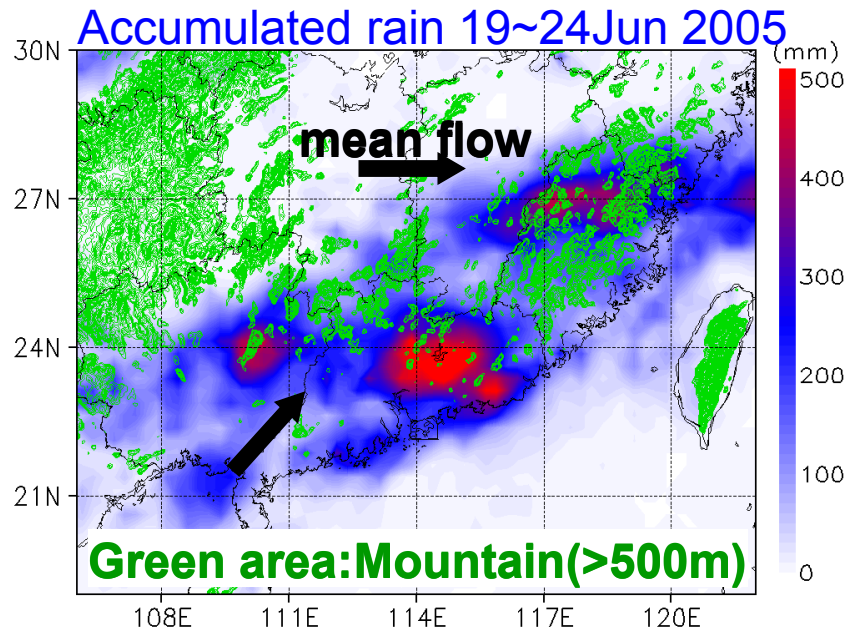 Accumulated rain 19~24Jun 2005
(mm)
30N
27N
24N
21N
mean flow
500
400
300
200
100
0
Green area:Mountain(>500m)
108E 111E 114E 117E 120E